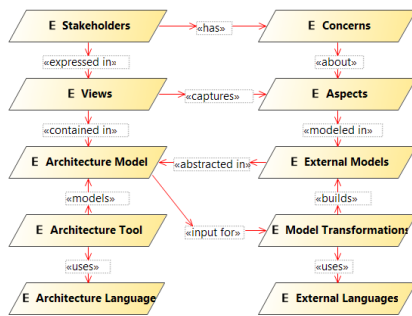 E Stakeholders «has» E Concerns
«expressed in» «about»
E Views «captures» E Aspects
«contained in» «modeled in»
E Architecture Model «abstracted in» E External Models
«models» «builds»
E Architecture Tool «input for» E Model Transformations
«uses» «uses»
E Architecture Language E External Languages